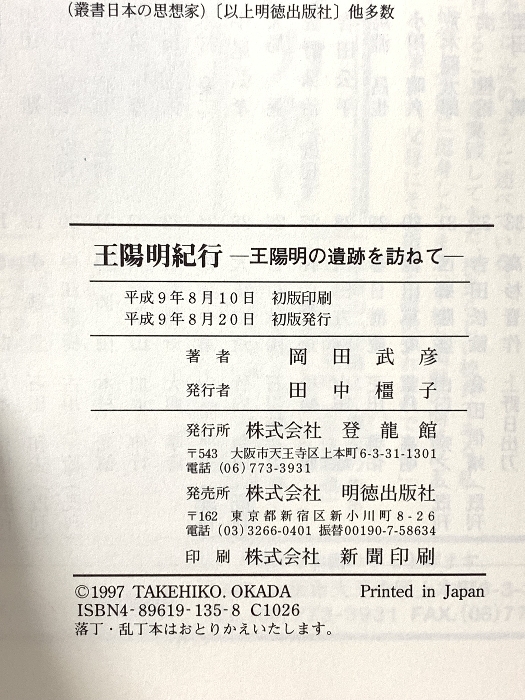 (叢書日本の思想家)〔以上明徳出版社〕他多数
王陽明紀行―王陽明の遺跡を訪ねて―
平成9年8月10日 初版印刷
平成9年8月20日 初版発行
著者 岡田武彦
発行者 田中橿子
発行所 株式会社 登龍館
〒543 大阪市天王寺区上本町6-3-31-1301
電話 (06)773-3931
発売所 株式会社 明徳出版社
〒162 東京都新宿区新小川町8-26
電話(03)3266-0401 振替00190-7-58634
印刷 株式会社 新聞印刷
©1997 TAKEHIKO. OKADA Printed in Japan
ISBN4-89619-135-8 C1026
落丁・乱丁本はおとりかえいたします。